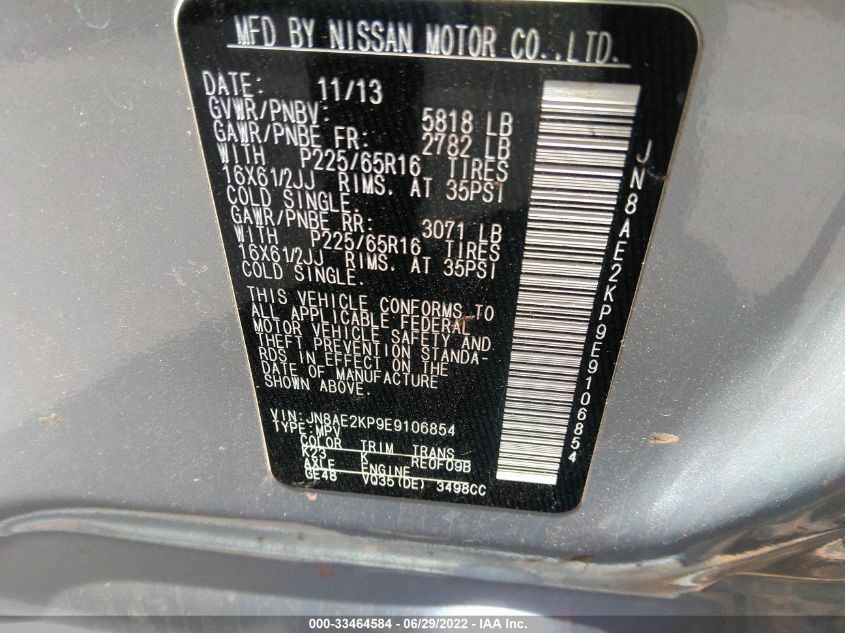 MFD BY NISSAN MOTOR CO.,LTD.
DATE: 11/13
GVWR/PNBV: 5818 LB
GAWR/PNBE FR: 2782 LB
WITH P225/65R16 TIRES
16X61/2JJ RIMS. AT 35PSI
COLD SINGLE.
GAWR/PNBE RR: 3071 LB
WITH P225/65R16 TIRES
16X61/2JJ RIMS. AT 35PSI
COLD SINGLE.
THIS VEHICLE CONFORMS TO
ALL APPLICABLE FEDERAL
MOTOR VEHICLE SAFETY AND
THEFT PREVENTION STANDA-
RDS IN EFFECT ON THE
DATE OF MANUFACTURE
SHOWN ABOVE.
VIN:JN8AE2KP9E9106854
TYPE:MPV
COLOR TRIM TRANS
K23 K RE0F09B
AXLE ENGINE
GE48 VQ35(DE) 3498CC
JN8AE2KP9E9106854
000-33464584 - 06/29/2022 - IAA Inc.